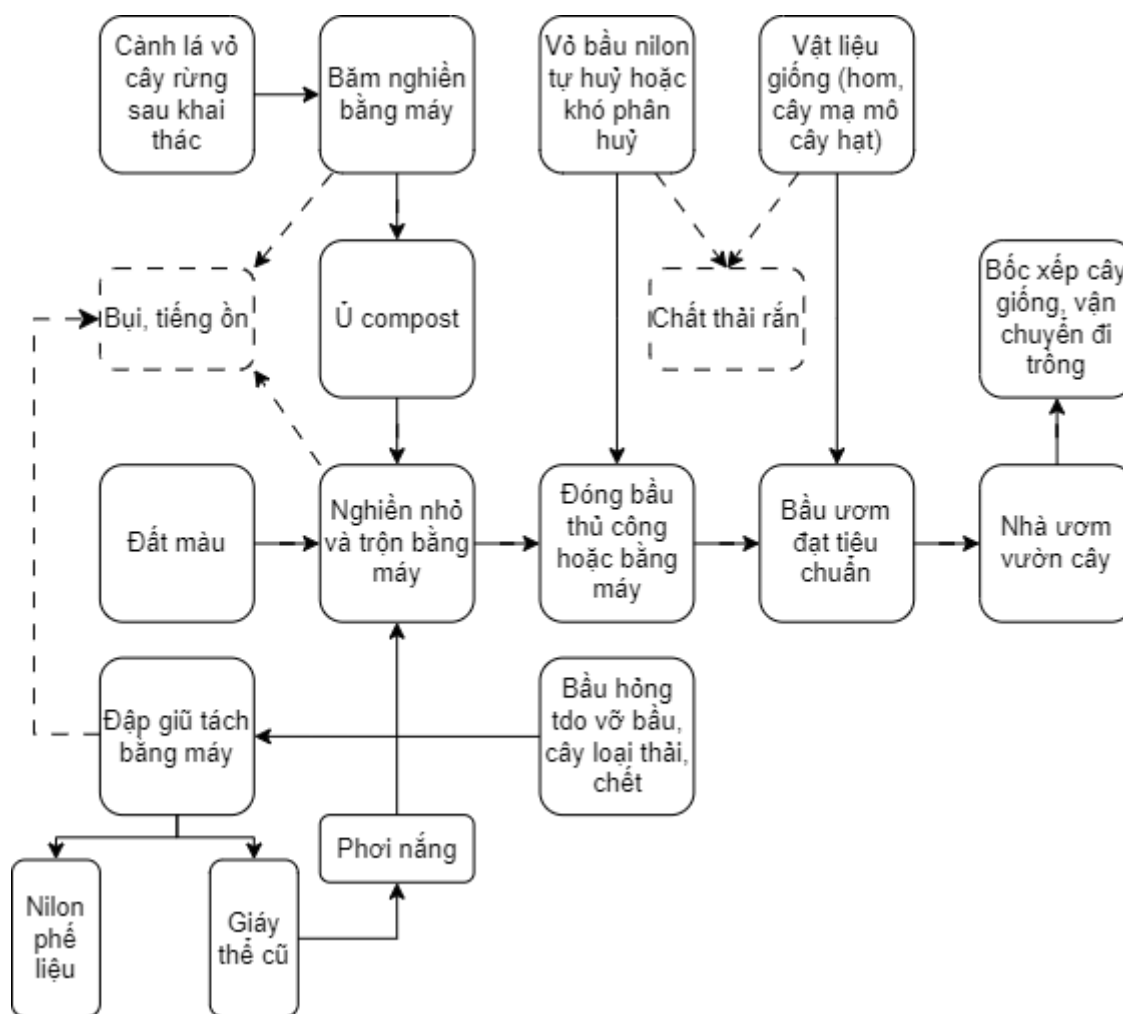 Cành lá vỏ
cây rừng
sau khai
thác
Băm nghiền
bằng máy
Vỏ bầu nilon
tự huỷ hoặc
khó phân
huỷ
Vật liệu
giống (hom,
cây mạ mô
cây hạt)
Bụi, tiếng ồn
Ủ compost
Chất thải rắn
Bốc xếp cây
giống, vận
chuyển đi
trồng
Đất màu
Nghiền nhỏ
và trộn bằng
máy
Đóng bầu
thủ công
hoặc bằng
máy
Bầu ươm
đạt tiêu
chuẩn
Nhà ươm
vườn cây
Đập giũ tách
bằng máy
Bầu hỏng
tdo vỡ bầu,
cây loại thải,
chết
Phơi nắng
Nilon
phế
liệu
Giáy
thể cũ